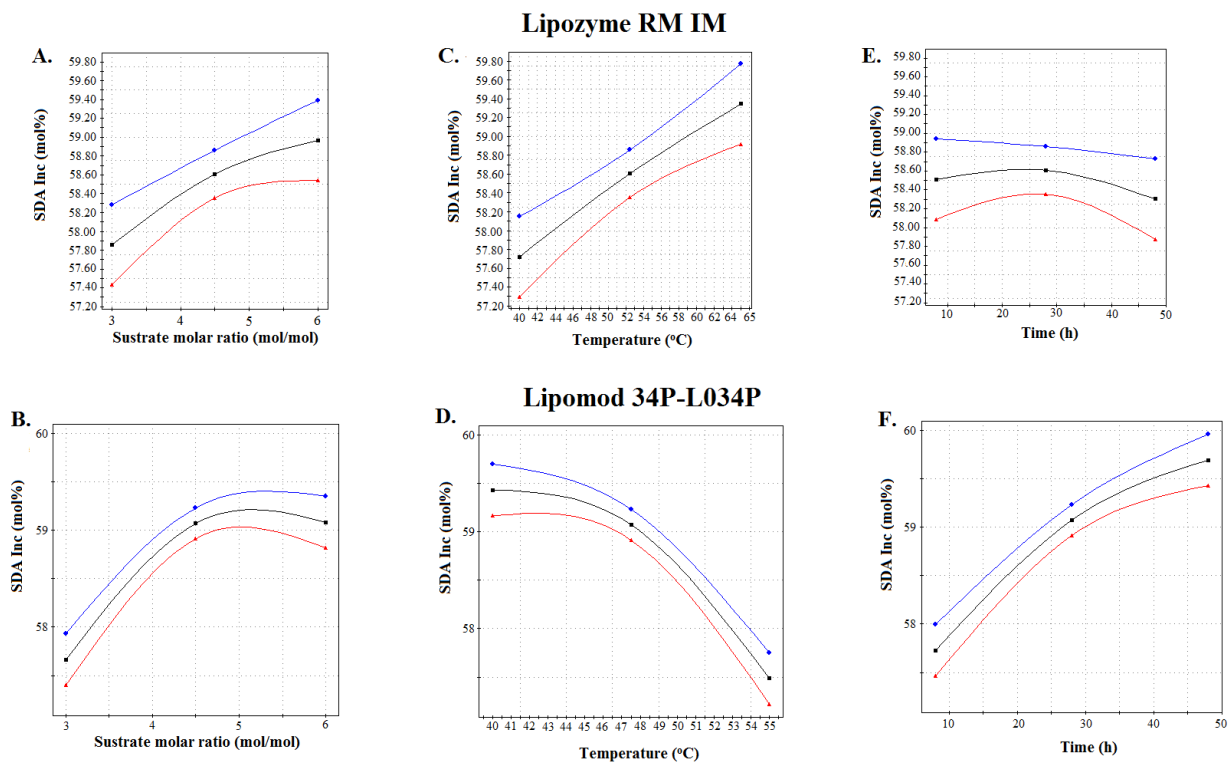 Lipozyme RM IM
A.
SDA Inc (mol%)
59.80
59.60
59.40
59.20
59.00
58.80
58.60
58.40
58.20
58.00
57.80
57.60
57.40
57.20
3 4 5 6
Sustrate molar ratio (mol/mol)
C.
SDA Inc (mol%)
59.80
59.60
59.40
59.20
59.00
58.80
58.60
58.40
58.20
58.00
57.80
57.60
57.40
57.20
40 42 44 46 48 50 52 54 56 58 60 62 64 65
Temperature (°C)
E.
SDA Inc (mol%)
59.80
59.60
59.40
59.20
59.00
58.80
58.60
58.40
58.20
58.00
57.80
57.60
57.40
57.20
10 20 30 40 50
Time (h)
Lipomod 34P-L034P
B.
SDA Inc (mol%)
60
59
58
3 4 5 6
Sustrate molar ratio (mol/mol)
D.
SDA Inc (mol%)
60
59
58
40 41 42 43 44 45 46 47 48 49 50 51 52 53 54 55
Temperature (°C)
F.
SDA Inc (mol%)
60
59
58
10 20 30 40 50
Time (h)